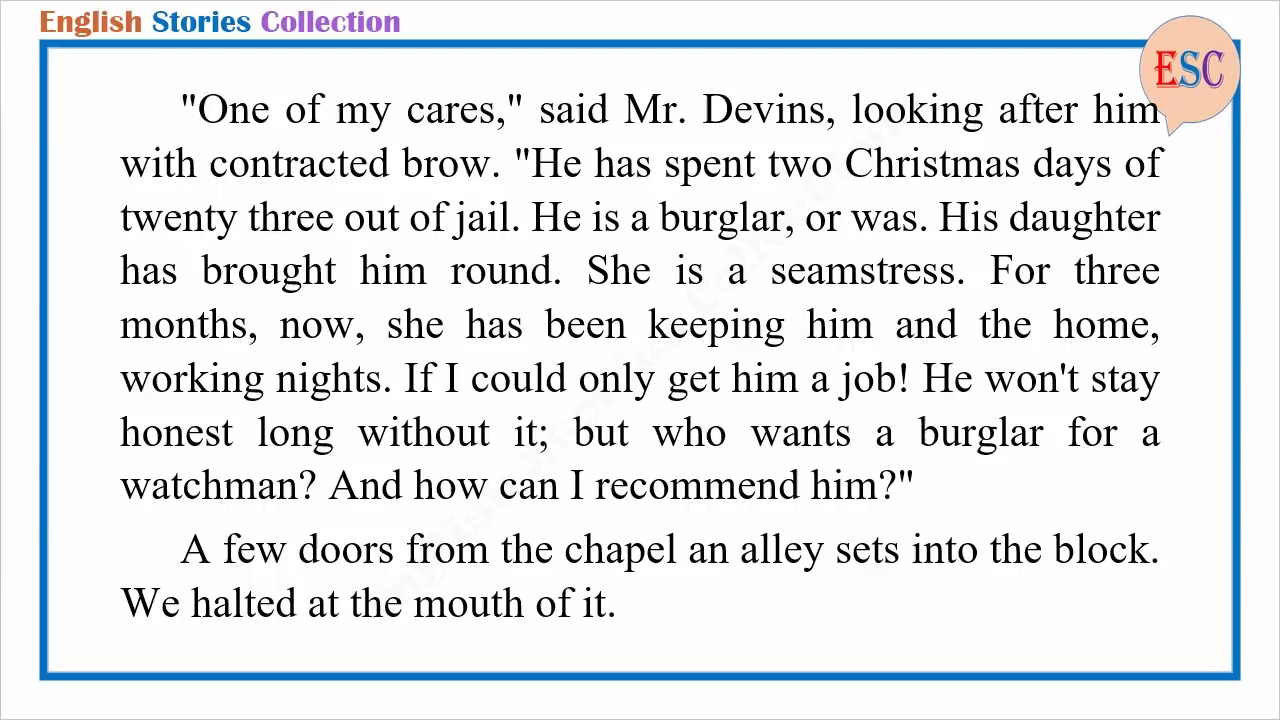 English Stories Collection
ESC
"One of my cares," said Mr. Devins, looking after him
with contracted brow. "He has spent two Christmas days of
twenty three out of jail. He is a burglar, or was. His daughter
has brought him round. She is a seamstress. For three
months, now, she has been keeping him and the home,
working nights. If I could only get him a job! He won't stay
honest long without it; but who wants a burglar for a
watchman? And how can I recommend him?"
A few doors from the chapel an alley sets into the block.
We halted at the mouth of it.